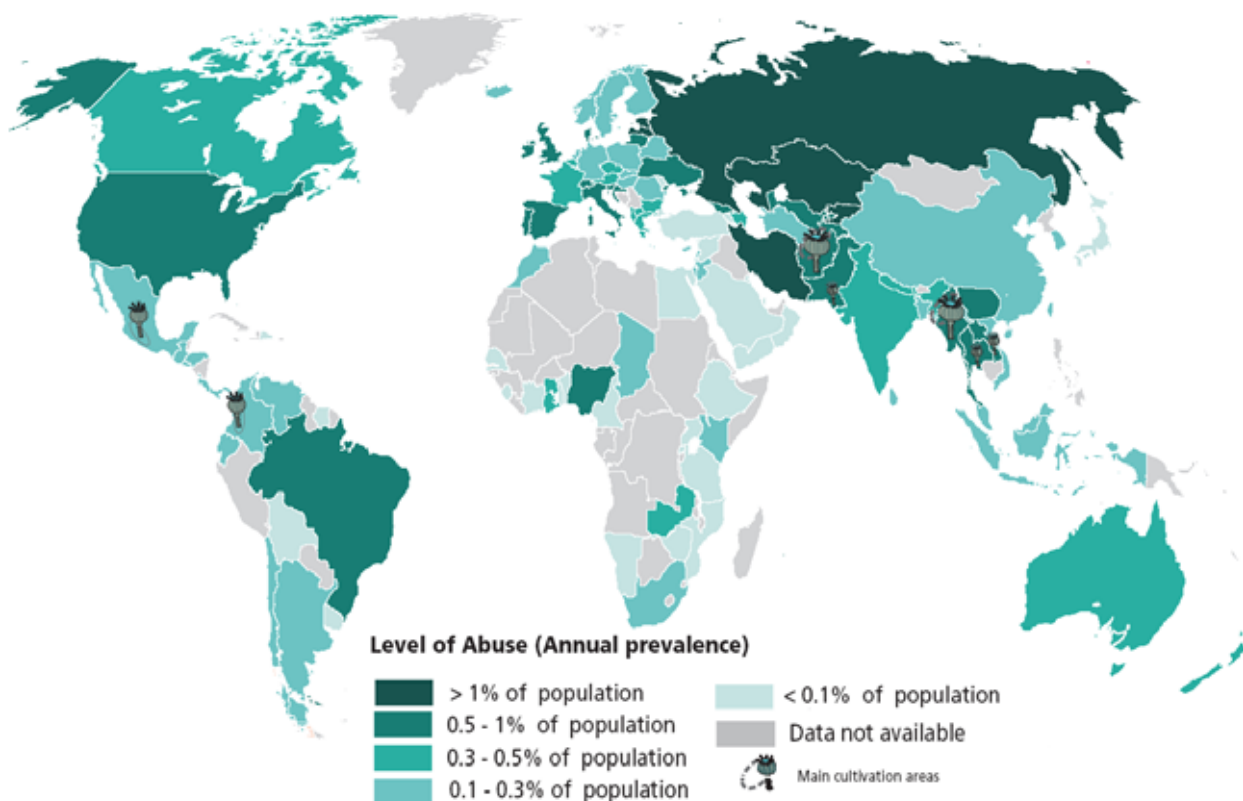 Level of Abuse (Annual prevalence)
> 1% of population
0.5 - 1% of population
0.3 - 0.5% of population
0.1 - 0.3% of population
< 0.1% of population
Data not available
Main cultivation areas